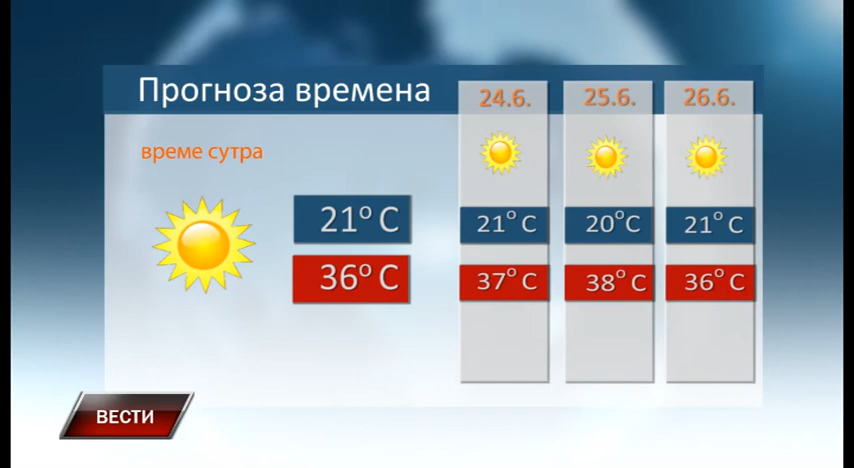 Прогноза времена
време сутра
21° C
36° C
24.6.
21° C
37° C
25.6.
20°C
38° C
26.6.
21° C
36° C
ВЕСТИ